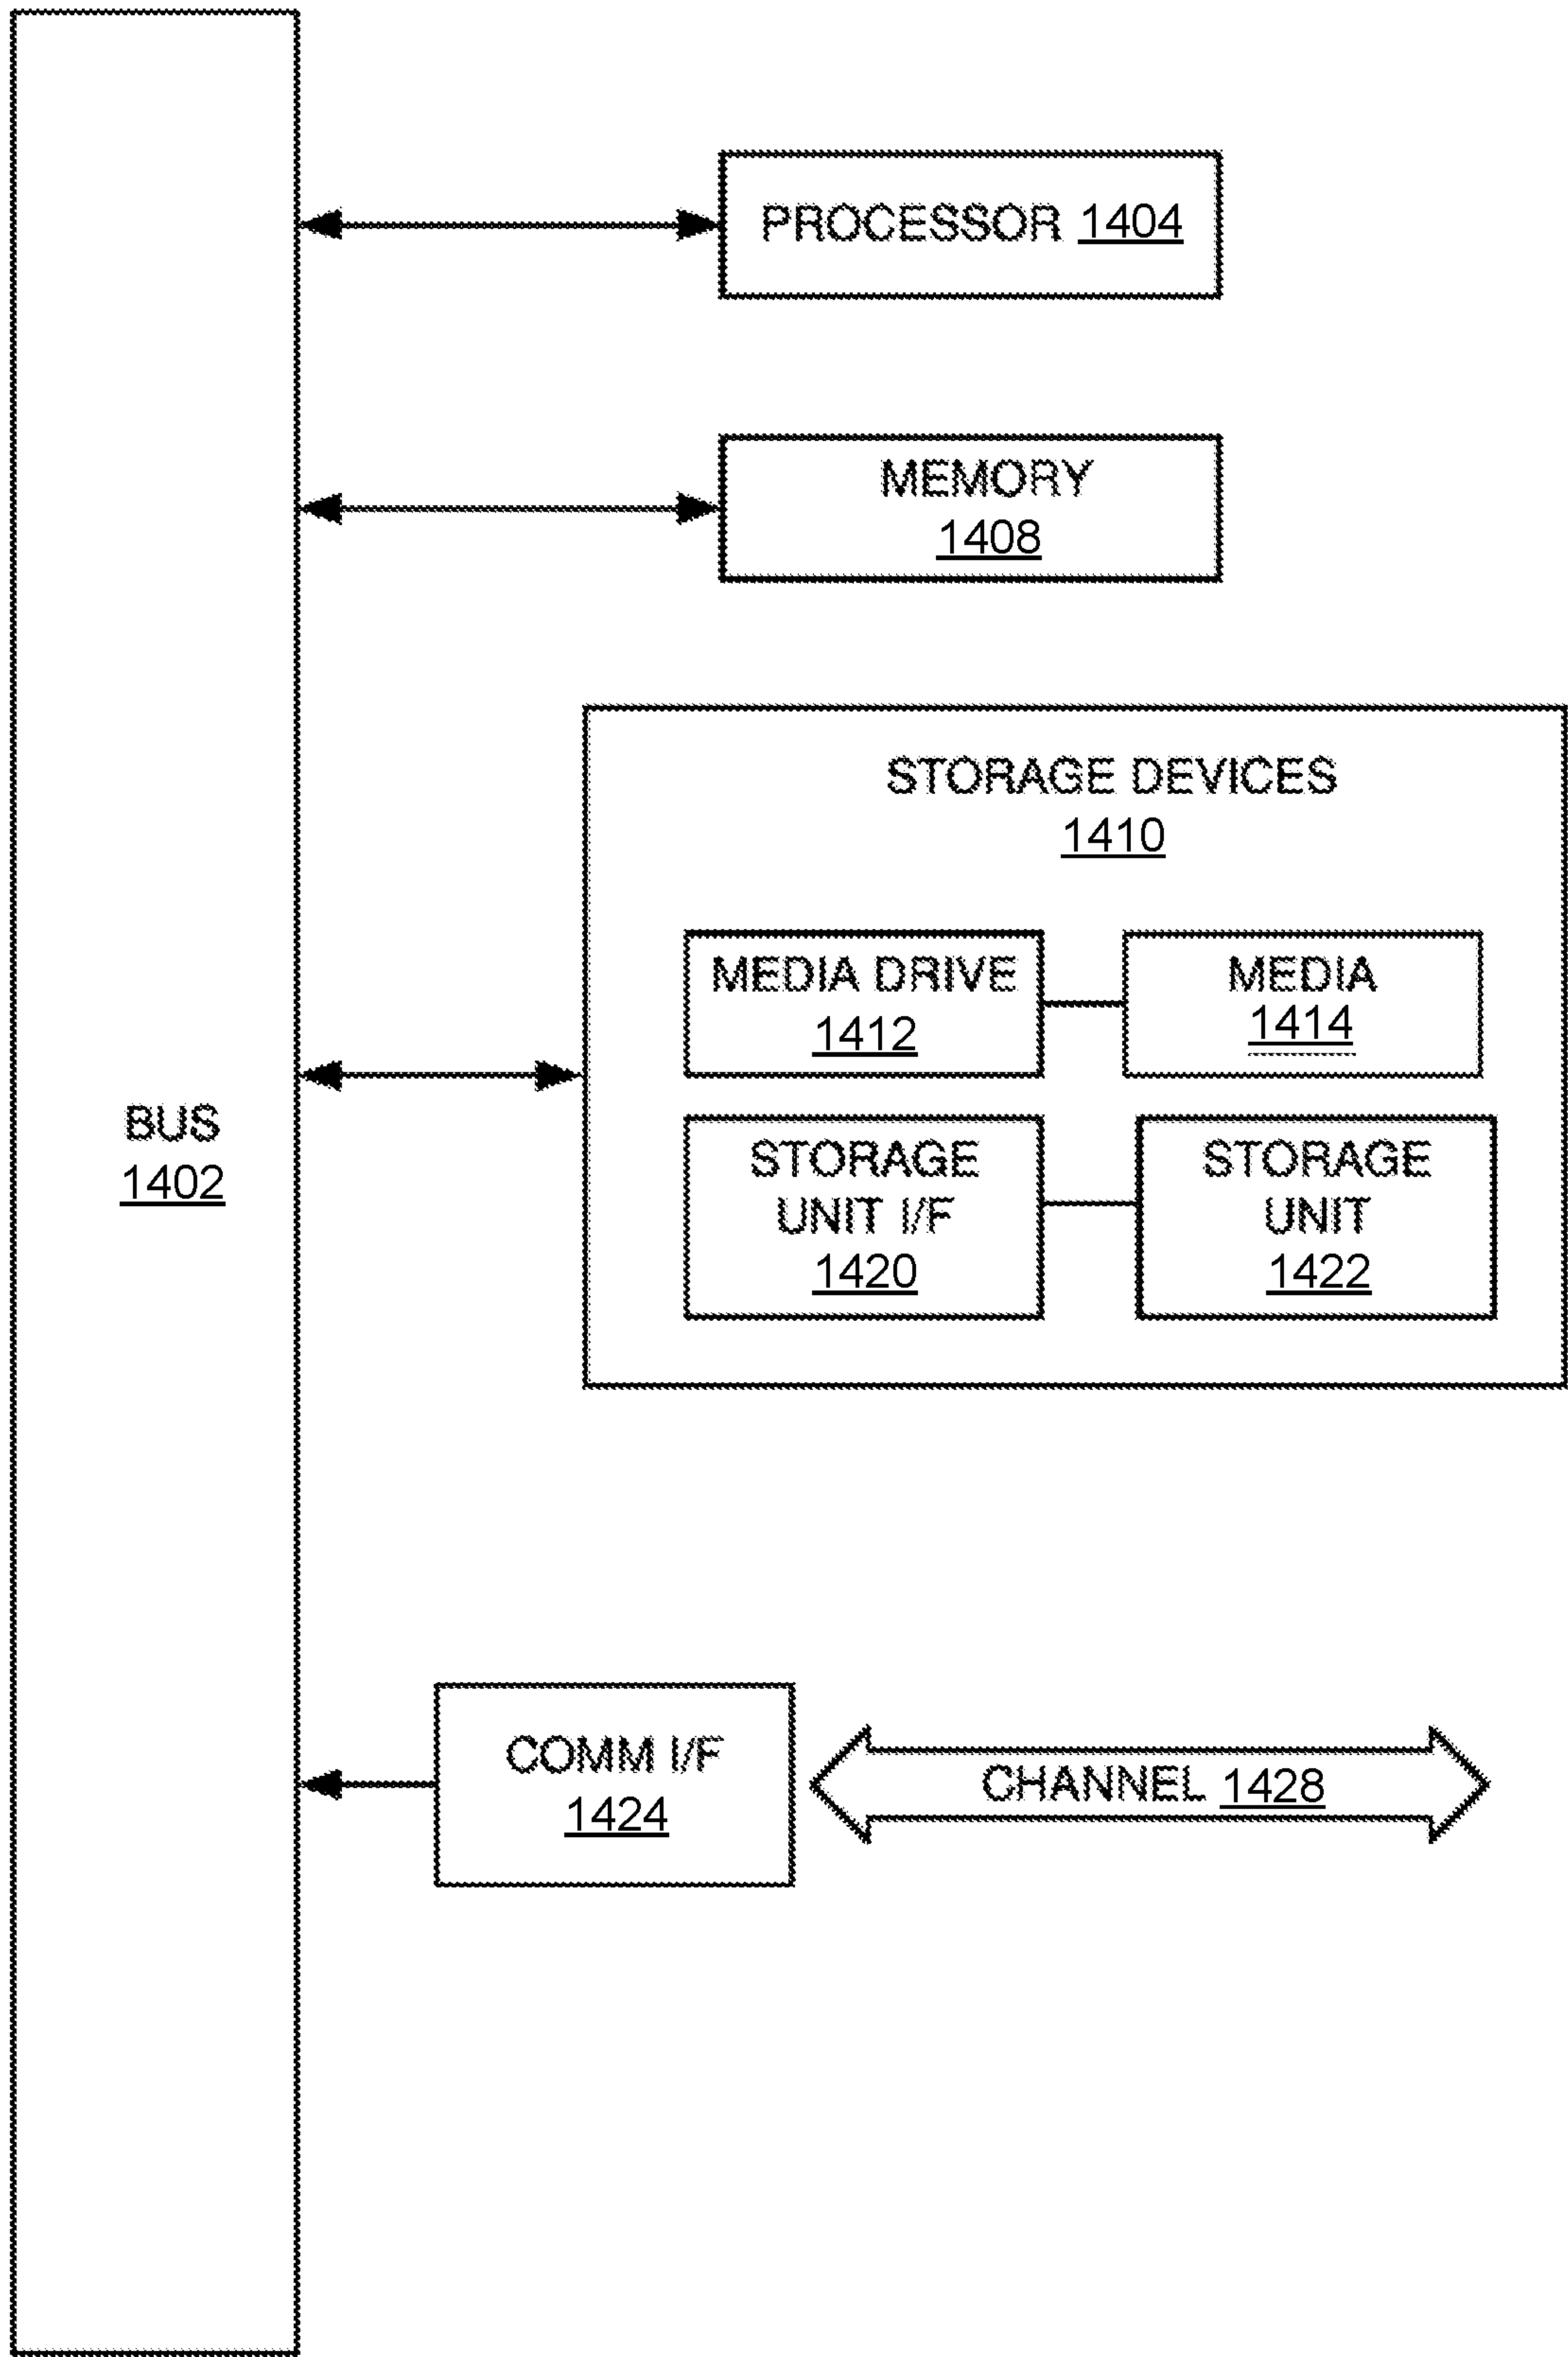 PROCESSOR 1404
MEMORY
1408
STORAGE DEVICES
1410
MEDIA DRIVE
1412
MEDIA
1414
BUS
1402
STORAGE
UNIT I/F
1420
STORAGE
UNIT
1422
COMM I/F
1424
CHANNEL 1428